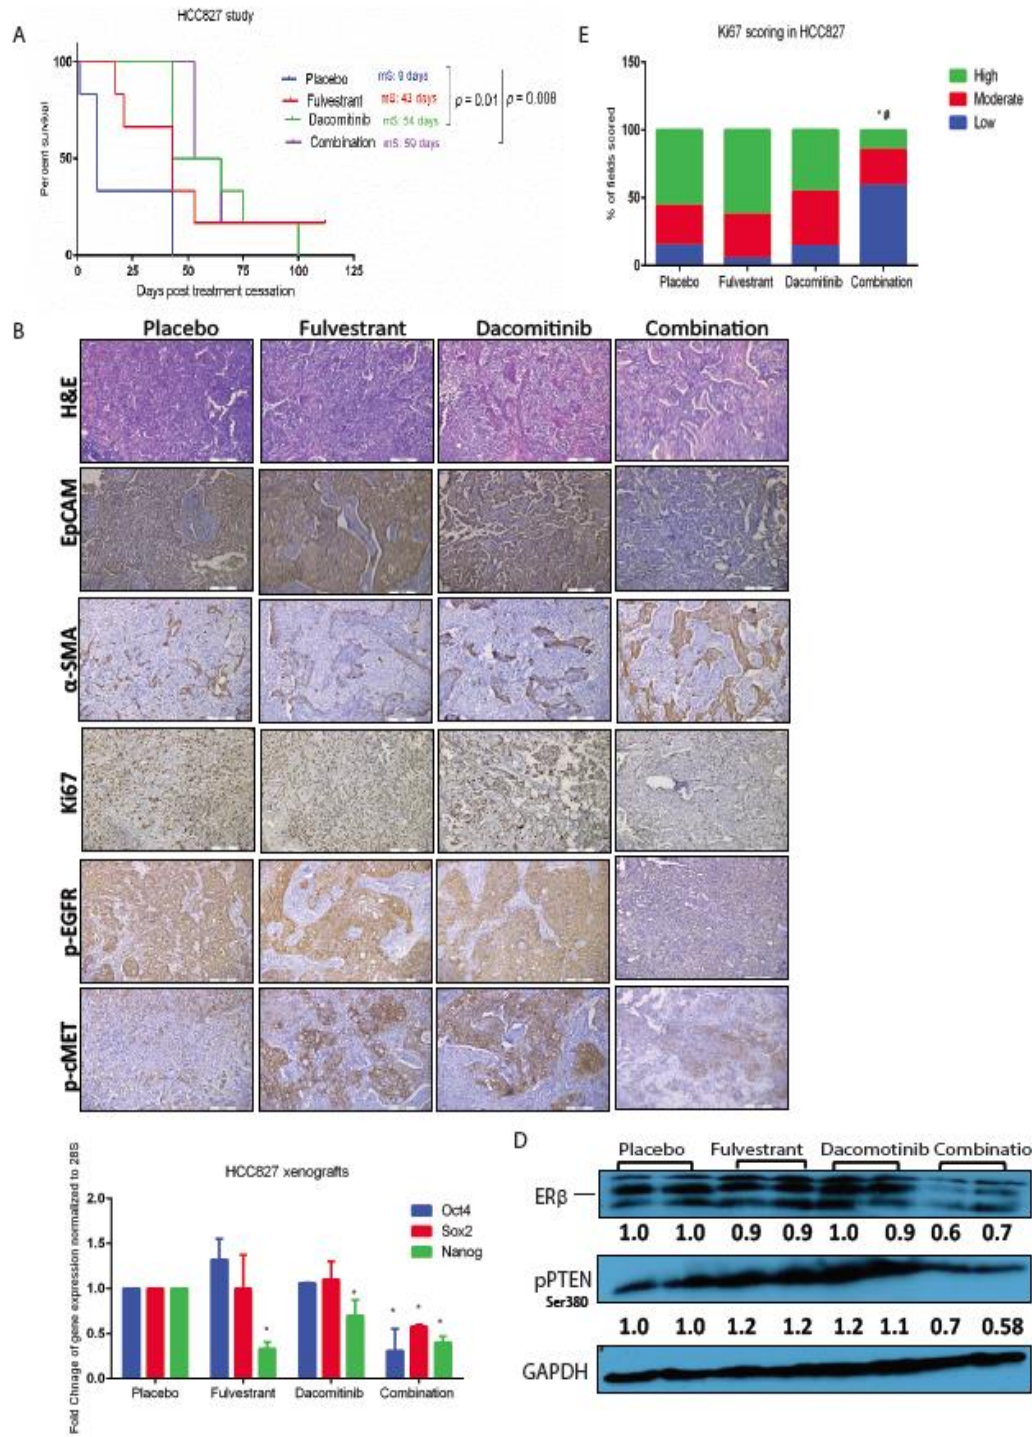 HCC827 study
A
Percent survival
100
50
0
0 25 50 75 100 125
Days post treatment cessation
Placebo mS: 9 days
Fulvestrant mS: 43 days
Dacomitinib mS: 54 days
Combination mS: 59 days
ρ = 0.01 ρ = 0.008
E
Ki67 scoring in HCC827
% of fields scored
150
100
50
0
* #
Placebo Fulvestrant Dacomitinib Combination
High
Moderate
Low
B
Placebo Fulvestrant Dacomitinib Combination
H&E
EpCAM
α-SMA
Ki67
p-EGFR
p-cMET
HCC827 xenografts
Fold Chnage of gene expression normalized to 28S
2.0
1.5
1.0
0.5
0.0
Oct4
Sox2
Nanog
* * * * *
Placebo Fulvestrant Dacomitinib Combination
D
Placebo Fulvestrant Dacomotinib Combinatio
ERβ
1.0 1.0 0.9 0.9 1.0 0.9 0.6 0.7
pPTEN
Ser380
1.0 1.0 1.2 1.2 1.2 1.1 0.7 0.58
GAPDH